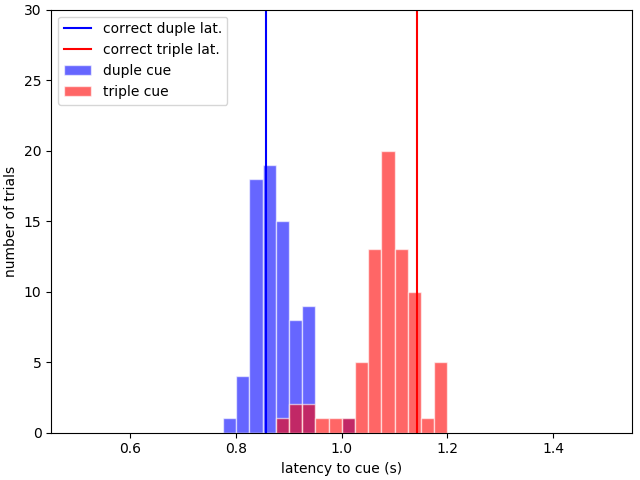 30
25
20
15
10
5
0
number of trials
correct duple lat.
correct triple lat.
duple cue
triple cue
0.6 0.8 1.0 1.2 1.4
latency to cue (s)